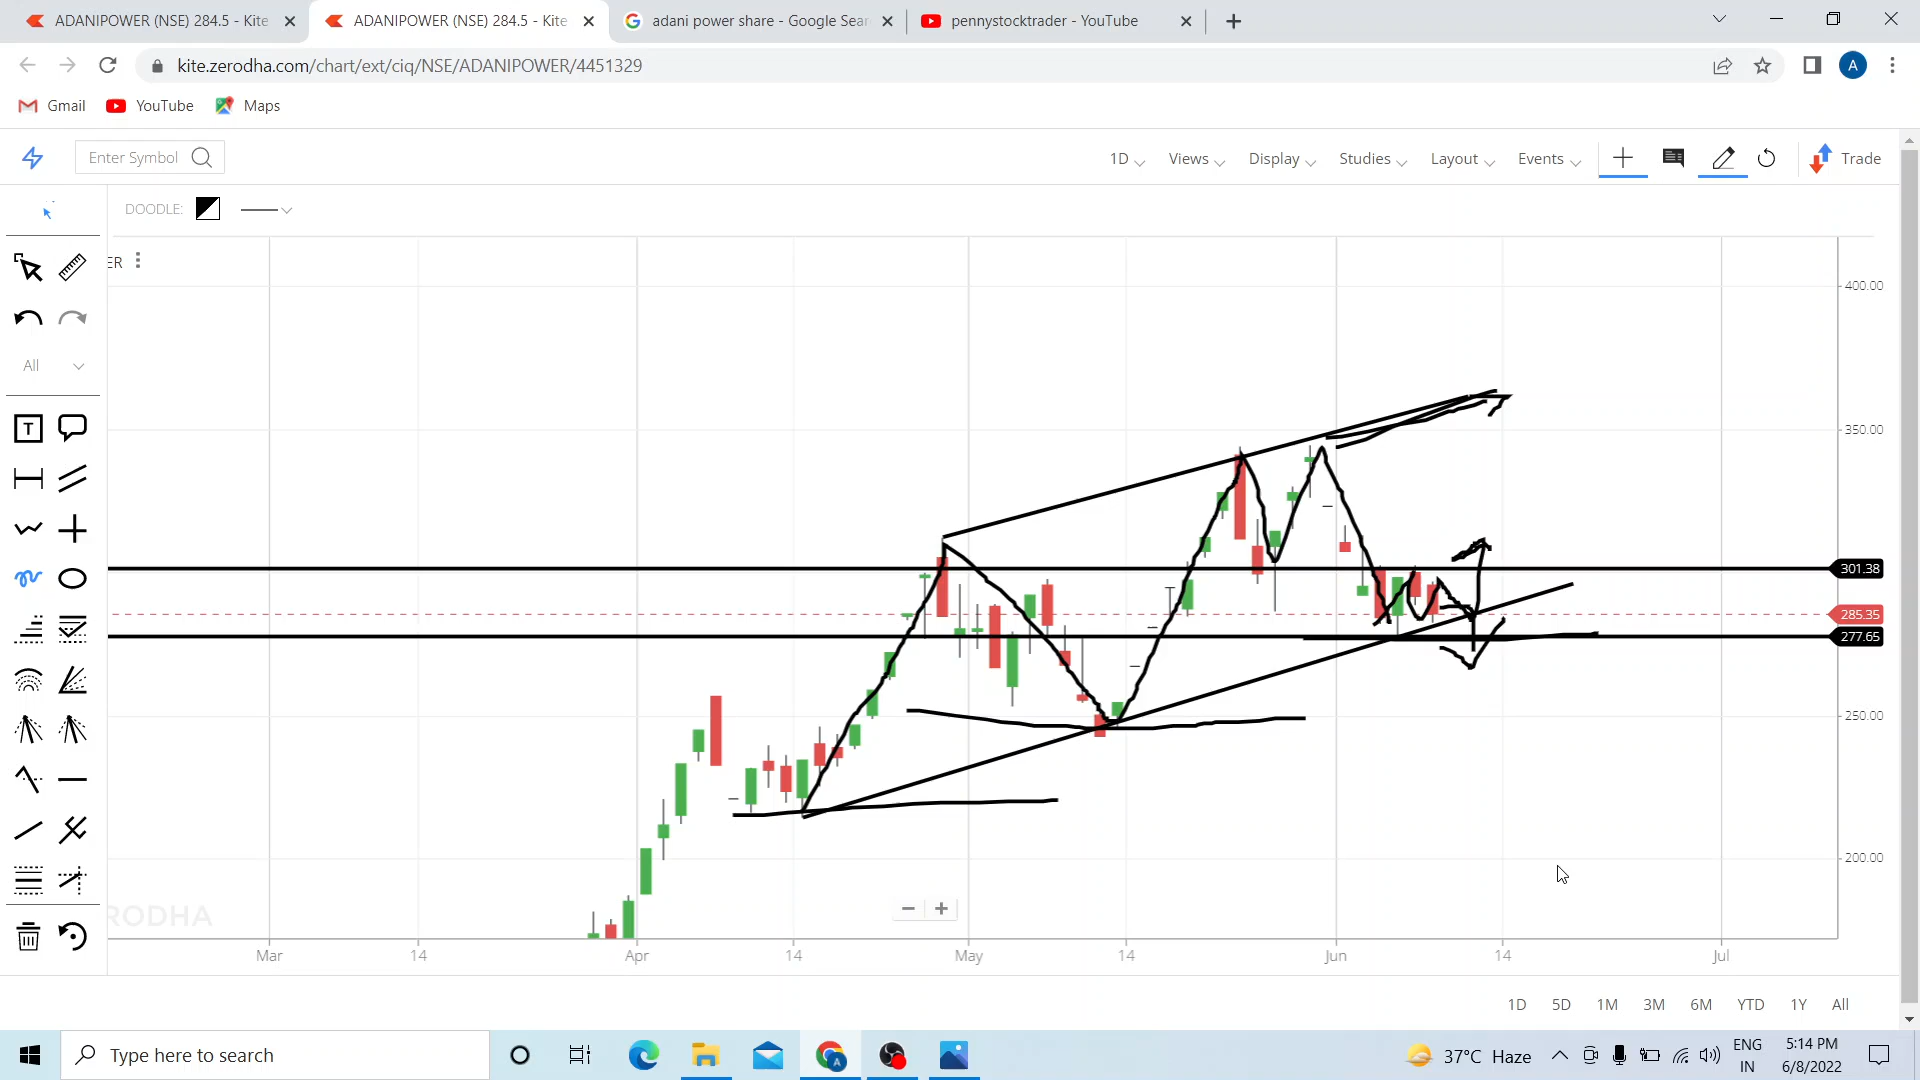 ADANIPOWER (NSE) 284.5 - Kite
ADANIPOWER (NSE) 284.5 - Kite
adani power share - Google Sear
pennystocktrader - YouTube
kite.zerodha.com/chart/ext/ciq/NSE/ADANIPOWER/4451329
A
Gmail
YouTube
Maps
Enter Symbol
1D
Views
Display
Studies
Layout
Events
Trade
DOODLE:
ER
All
T
400.00
350.00
301.38
285.35
277.65
250.00
200.00
RODHA
Mar
14
Apr
14
May
14
Jun
14
Jul
1D 5D 1M 3M 6M YTD 1Y All
Type here to search
A
37°C Haze
ENG
IN
5:14 PM
6/8/2022